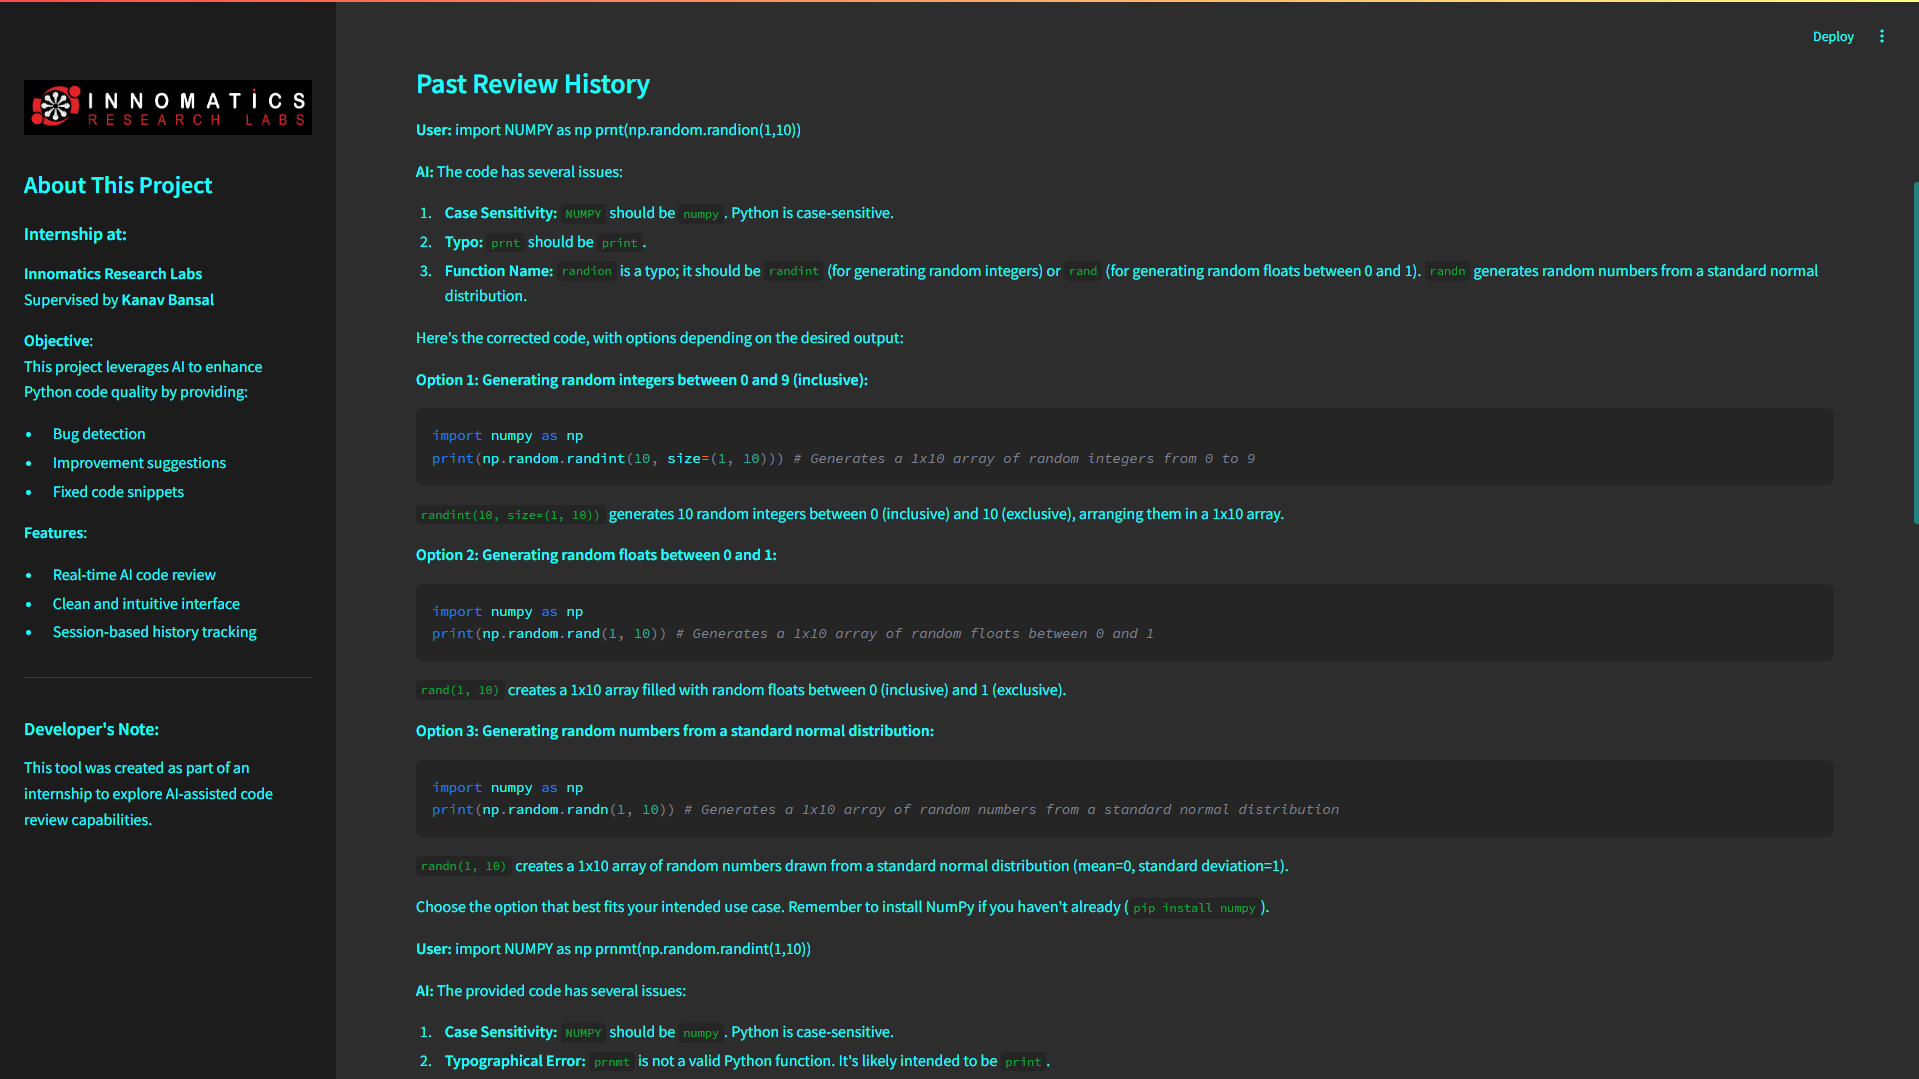 Deploy
INNOMATICS
RESEARCH LABS
About This Project
Internship at:
Innomatics Research Labs
Supervised by Kanav Bansal
Objective:
This project leverages AI to enhance
Python code quality by providing:
• Bug detection
• Improvement suggestions
• Fixed code snippets
Features:
• Real-time AI code review
• Clean and intuitive interface
• Session-based history tracking
Developer's Note:
This tool was created as part of an
internship to explore AI-assisted code
review capabilities.
Past Review History
User: import NUMPY as np prnt(np.random.randion(1,10))
AI: The code has several issues:
1. Case Sensitivity: NUMPY should be numpy . Python is case-sensitive.
2. Typo: prnt should be print .
3. Function Name: randion is a typo; it should be randint (for generating random integers) or rand (for generating random floats between 0 and 1). randn generates random numbers from a standard normal
distribution.
Here's the corrected code, with options depending on the desired output:
Option 1: Generating random integers between 0 and 9 (inclusive):
import numpy as np
print(np.random.randint(10, size=(1, 10))) # Generates a 1x10 array of random integers from 0 to 9
randint(10, size=(1, 10)) generates 10 random integers between 0 (inclusive) and 10 (exclusive), arranging them in a 1x10 array.
Option 2: Generating random floats between 0 and 1:
import numpy as np
print(np.random.rand(1, 10)) # Generates a 1x10 array of random floats between 0 and 1
rand(1, 10) creates a 1x10 array filled with random floats between 0 (inclusive) and 1 (exclusive).
Option 3: Generating random numbers from a standard normal distribution:
import numpy as np
print(np.random.randn(1, 10)) # Generates a 1x10 array of random numbers from a standard normal distribution
randn(1, 10) creates a 1x10 array of random numbers drawn from a standard normal distribution (mean=0, standard deviation=1).
Choose the option that best fits your intended use case. Remember to install NumPy if you haven't already ( pip install numpy ).
User: import NUMPY as np prnmt(np.random.randint(1,10))
AI: The provided code has several issues:
1. Case Sensitivity: NUMPY should be numpy . Python is case-sensitive.
2. Typographical Error: prnmt is not a valid Python function. It's likely intended to be print .